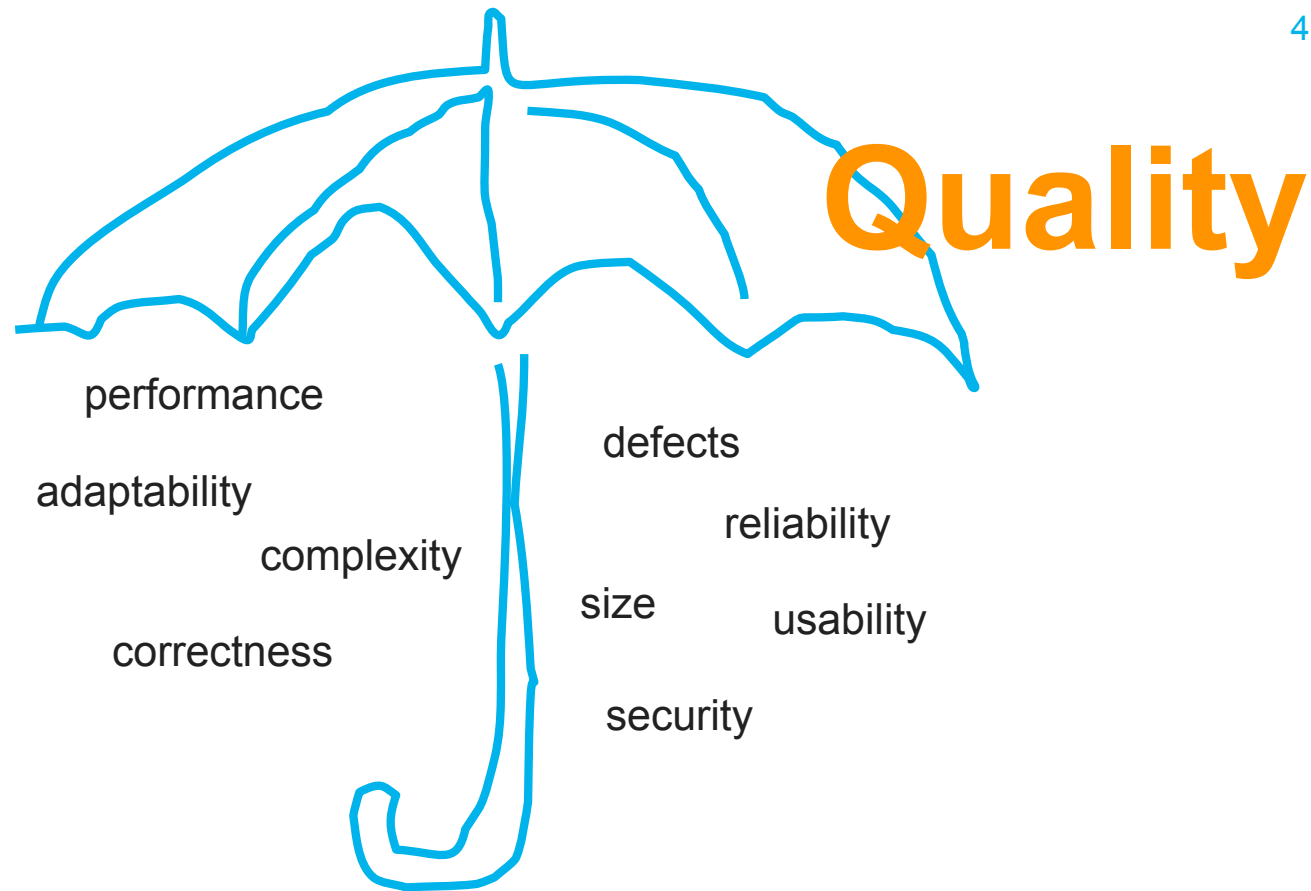 4
Quality
performance
defects
adaptability
reliability
complexity
size
usability
correctness
security